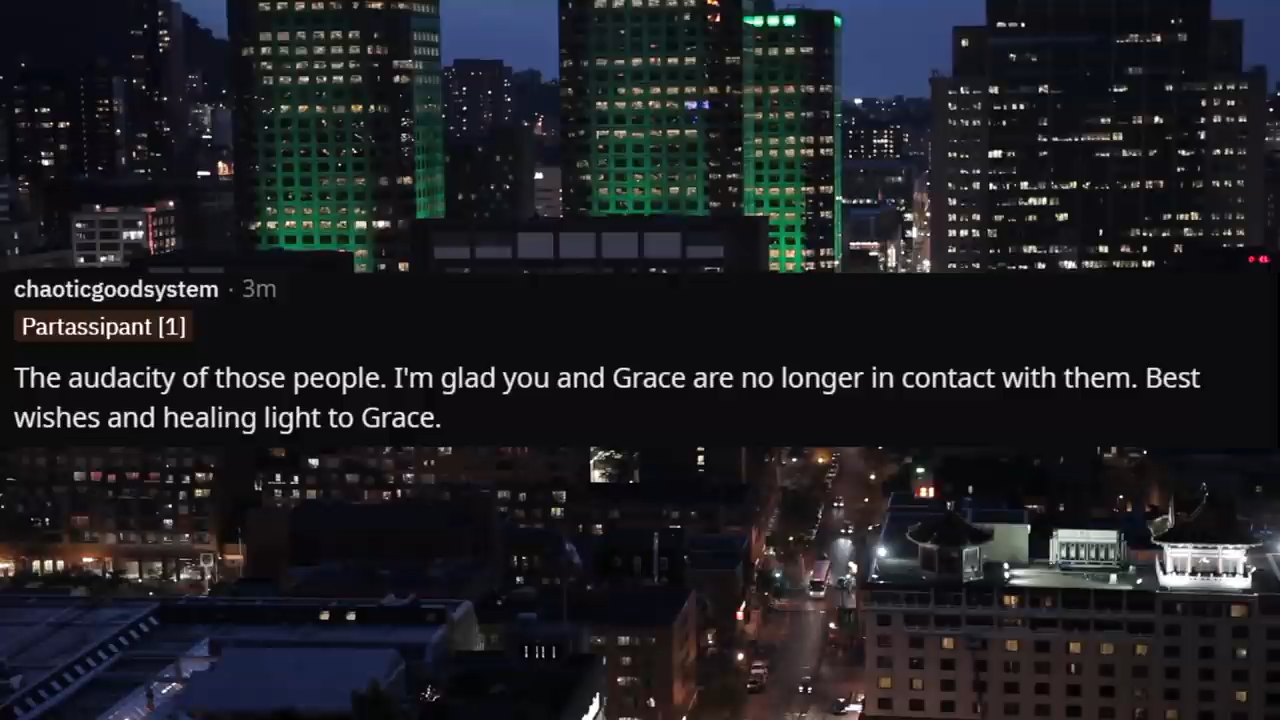 chaoticgoodsystem · 3m
Partassipant [1]
The audacity of those people. I'm glad you and Grace are no longer in contact with them. Best
wishes and healing light to Grace.